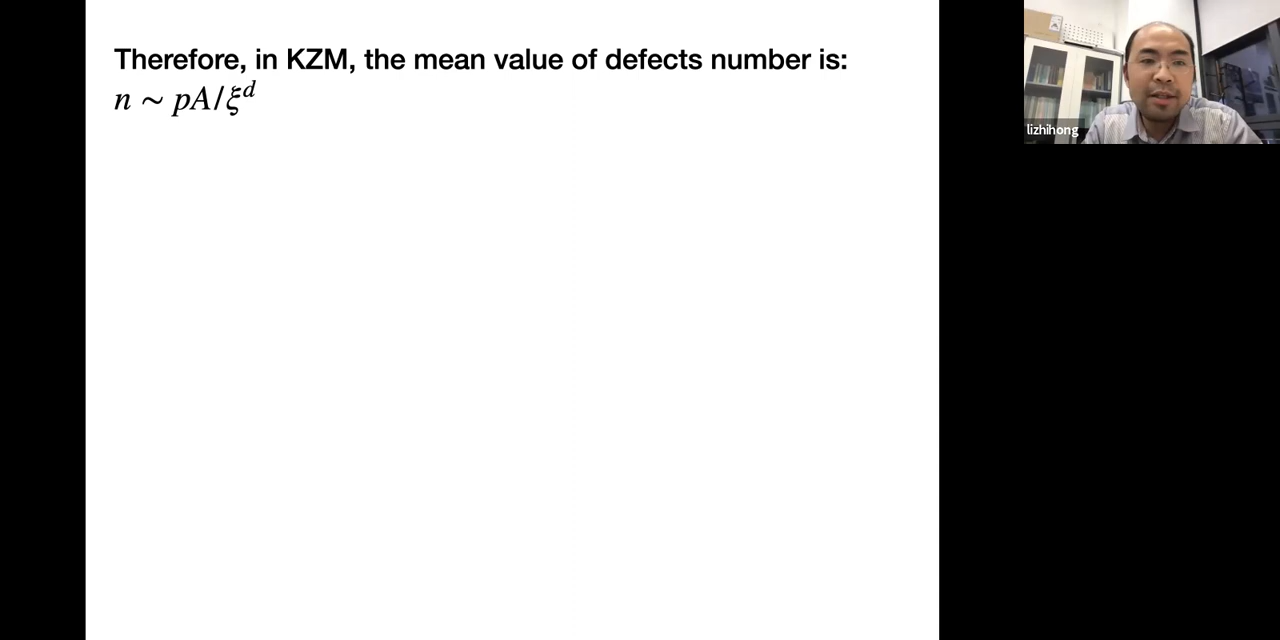 Therefore, in KZM, the mean value of defects number is:
n ∼ pA/ξ^d
lizhihong